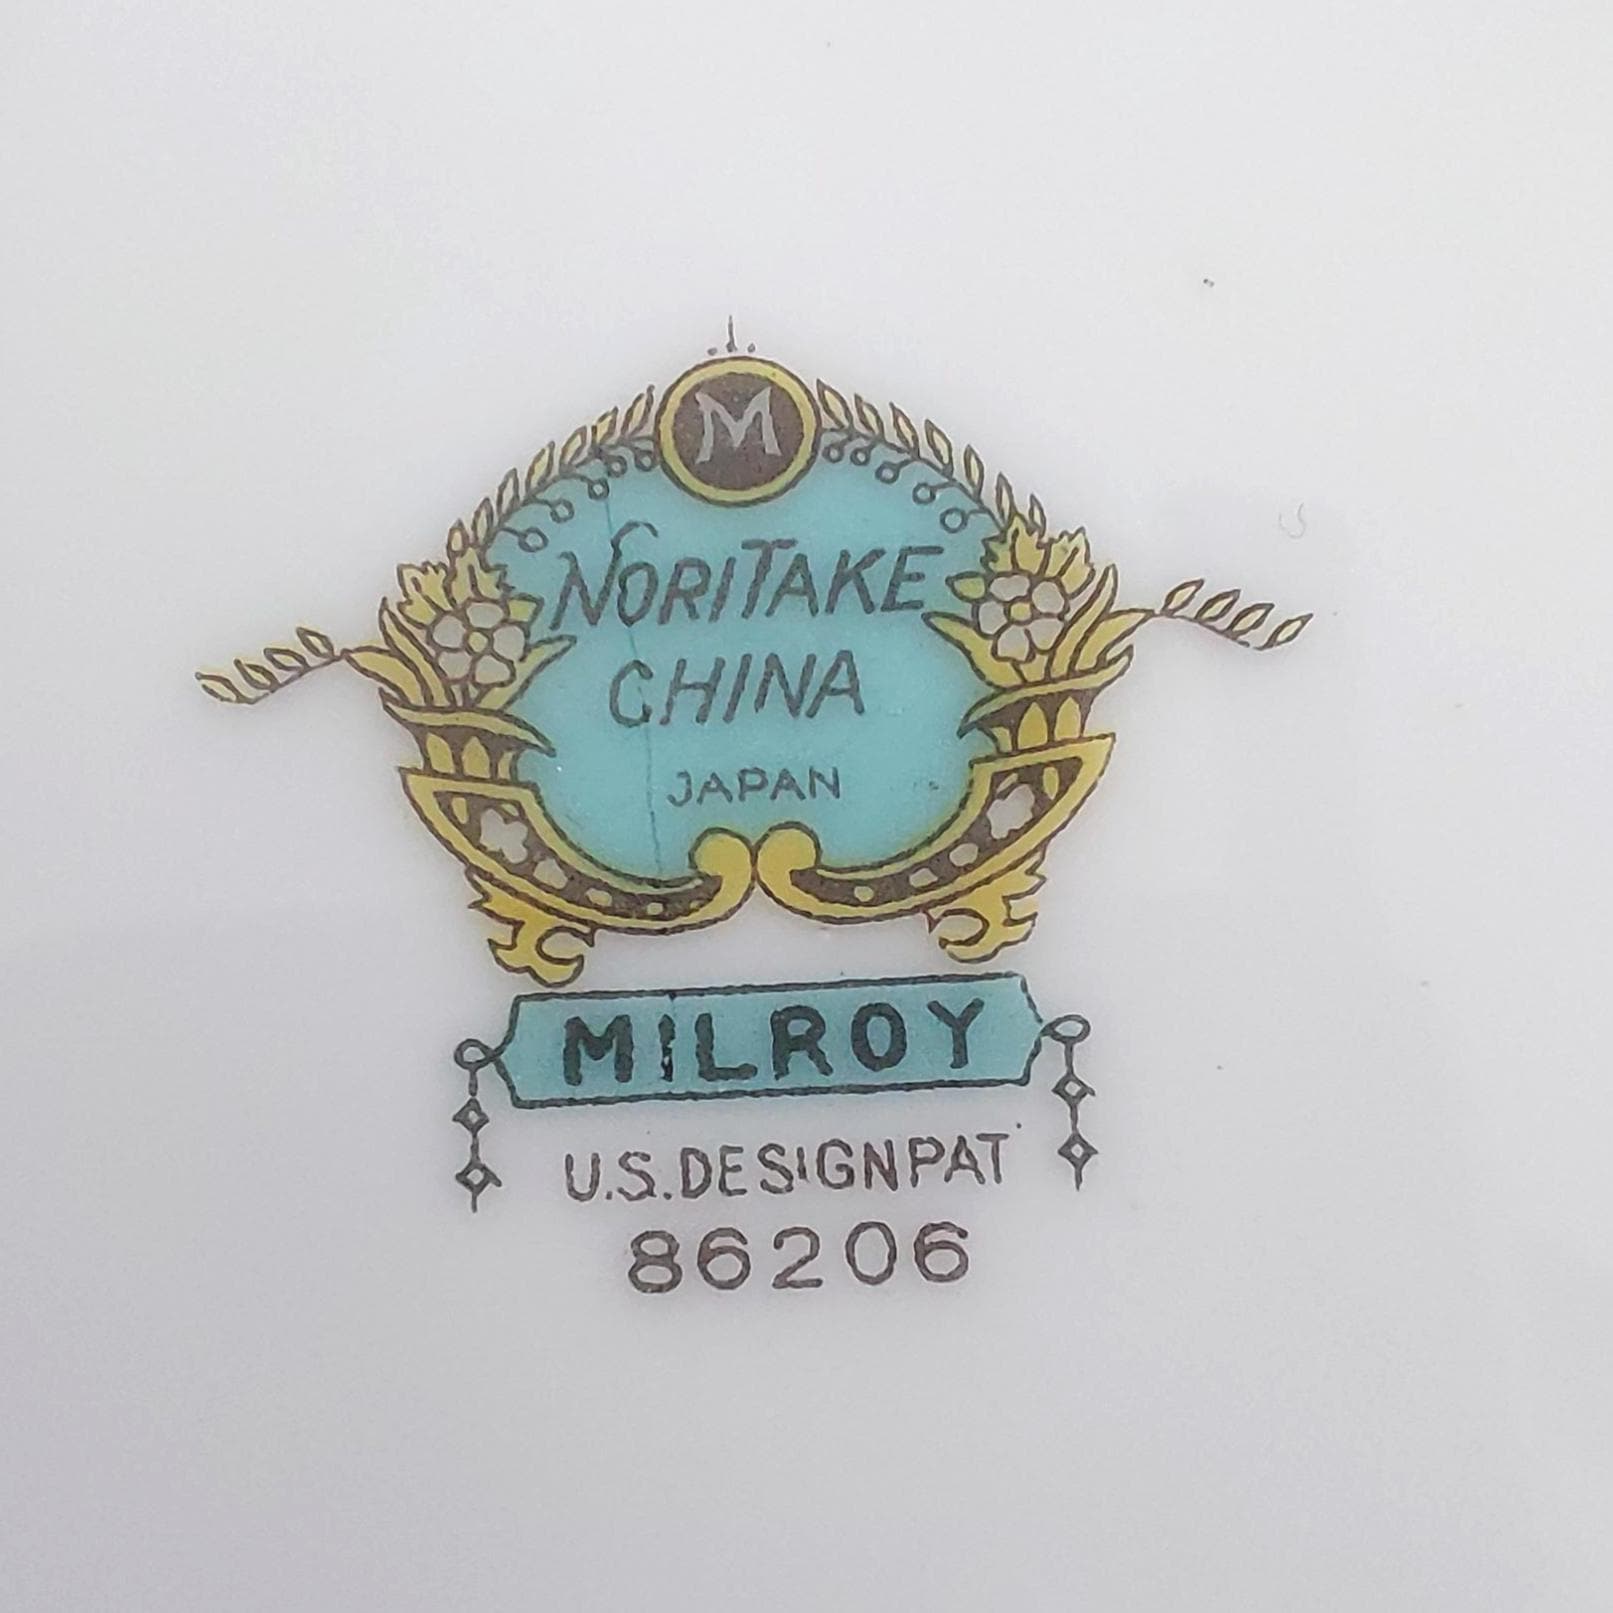 M
NORITAKE
CHINA
JAPAN
MILROY
U.S.DESIGNPAT.
86206